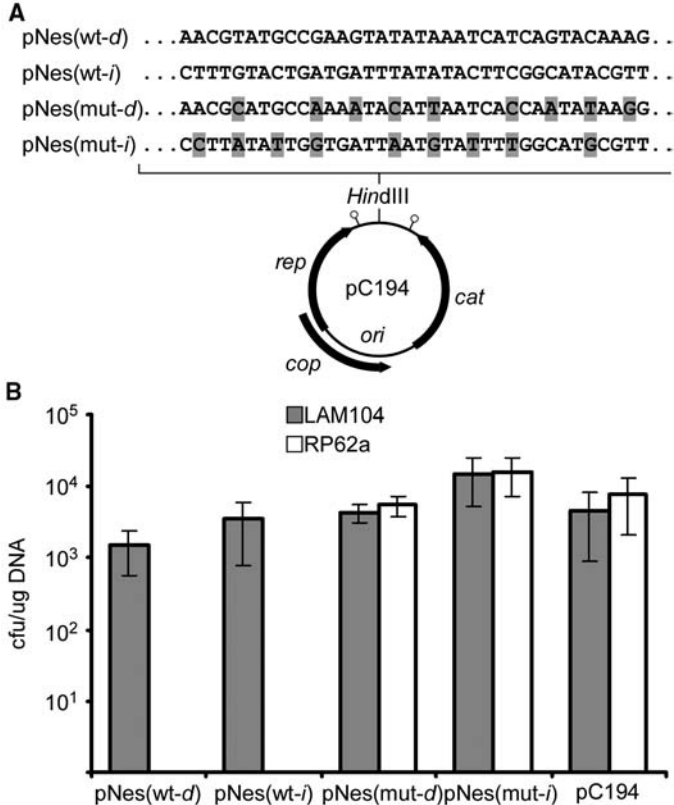 A
pNes(wt-d) ...AACGTATGCCGAAGTATATAAATCATCAGTACAAAG..
pNes(wt-i) ...CTTTGTACTGATGATTTATATACTTCGGCATACGTT..
pNes(mut-d) ...AACGCATGCCAAAATACATTAATCACCAATATAAGG..
pNes(mut-i) ...CCTTATATTGGTGATTAATGTATTTTGGCATGCGTT..
HindIII
rep
pC194
cat
ori
cop
B
cfu/ug DNA
10⁵
10⁴
10³
10²
10¹
LAM104
RP62a
pNes(wt-d) pNes(wt-i) pNes(mut-d) pNes(mut-i) pC194